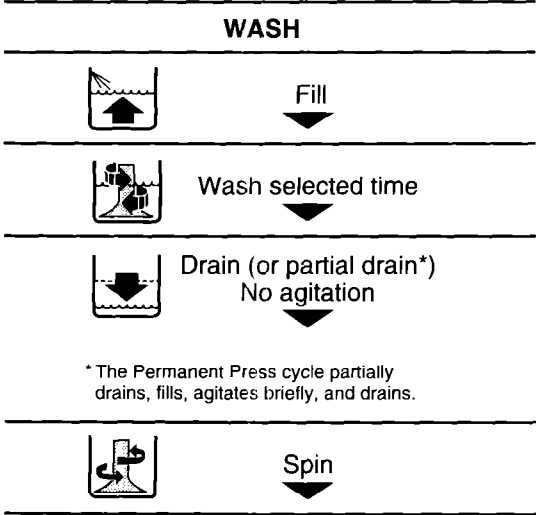 WASH
Fill
Wash selected time
Drain (or partial drain*)
No agitation
* The Permanent Press cycle partially
drains, fills, agitates briefly, and drains.
Spin